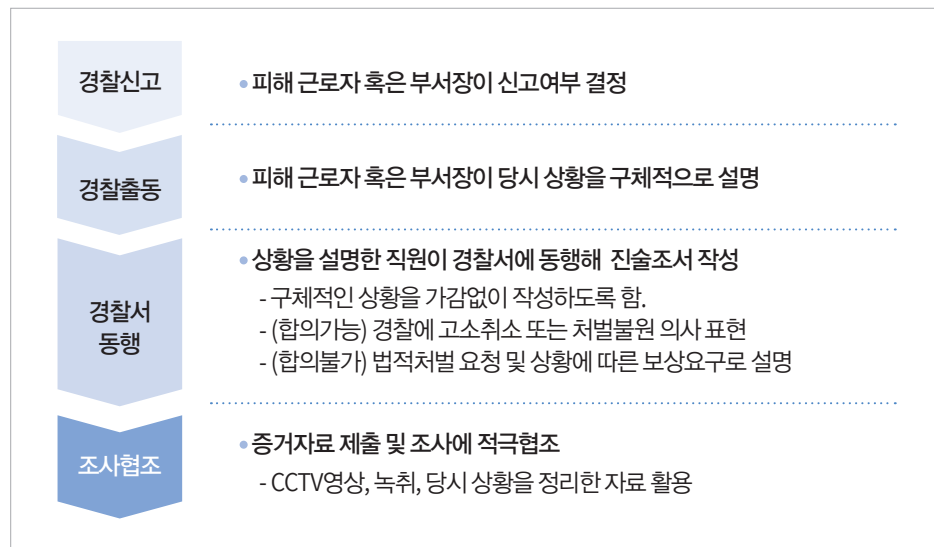 경찰신고
• 피해 근로자 혹은 부서장이 신고여부 결정
경찰출동
• 피해 근로자 혹은 부서장이 당시 상황을 구체적으로 설명
경찰서
동행
• 상황을 설명한 직원이 경찰서에 동행해 진술조서 작성
- 구체적인 상황을 가감없이 작성하도록 함.
- (합의가능) 경찰에 고소취소 또는 처벌불원 의사 표현
- (합의불가) 법적처벌 요청 및 상황에 따른 보상요구로 설명
조사협조
• 증거자료 제출 및 조사에 적극협조
- CCTV영상, 녹취, 당시 상황을 정리한 자료 활용